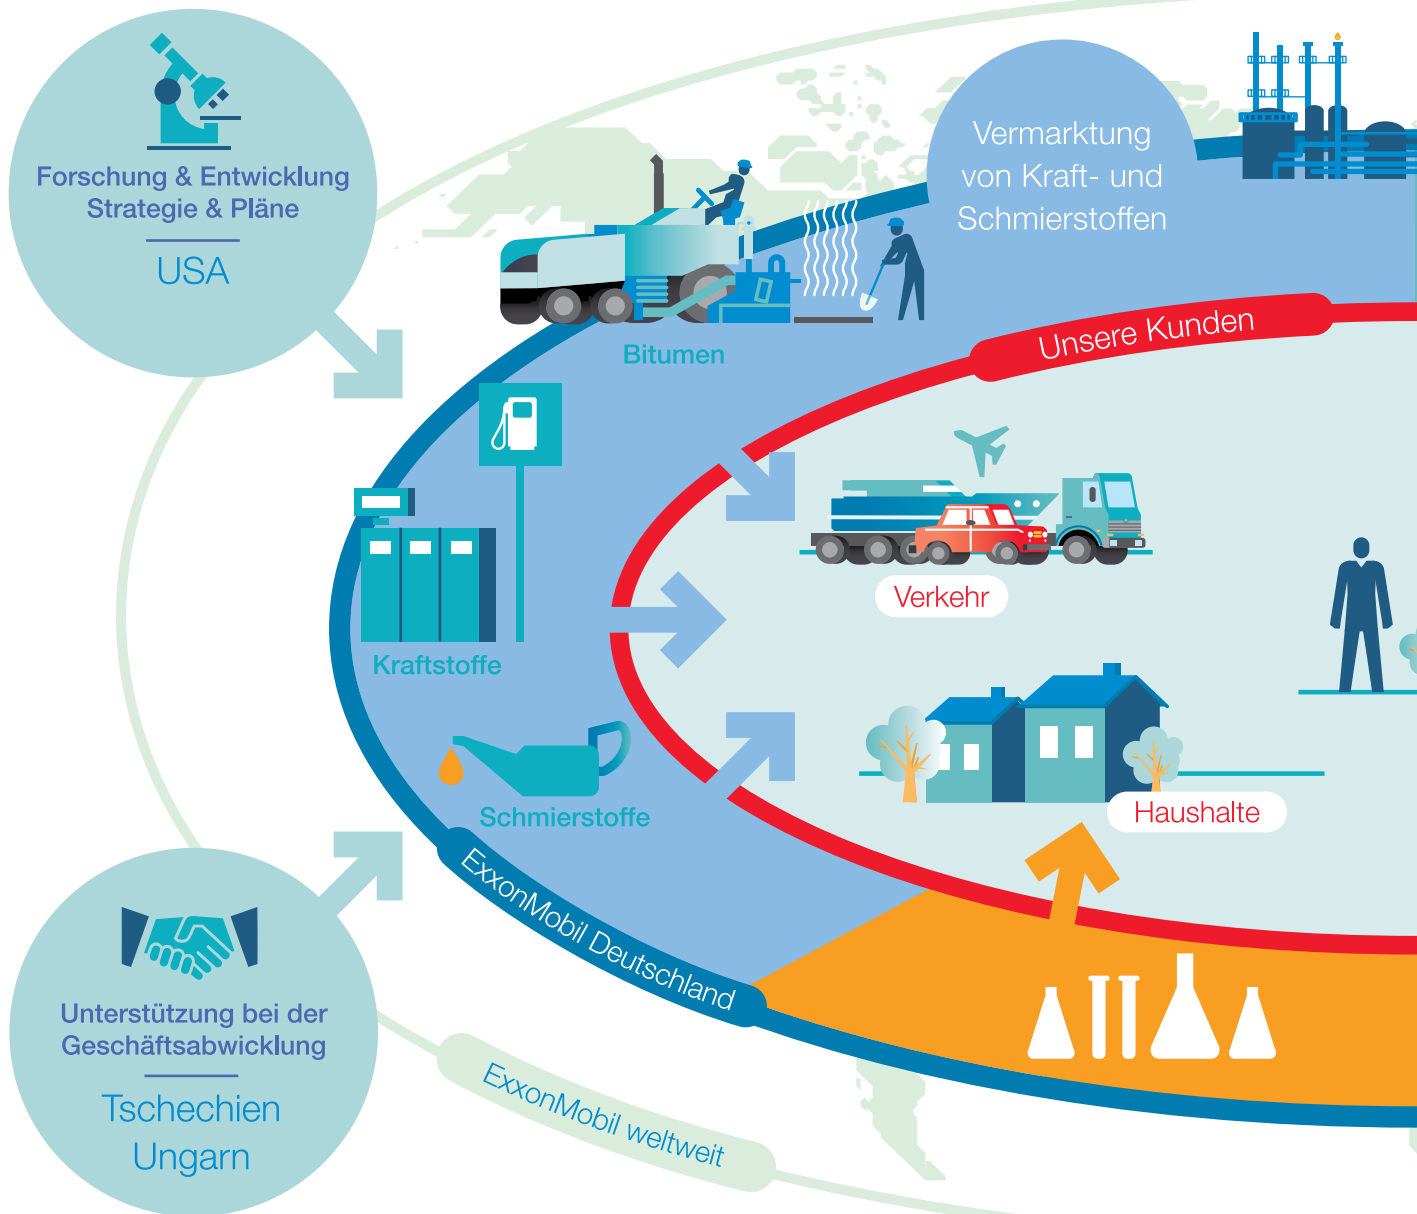 Forschung & Entwicklung
Strategie & Pläne
USA
Vermarktung
von Kraft- und
Schmierstoffen
Bitumen
Unsere Kunden
Verkehr
Kraftstoffe
Schmierstoffe
Haushalte
ExxonMobil Deutschland
Unterstützung bei der
Geschäftsabwicklung
Tschechien
Ungarn
ExxonMobil weltweit